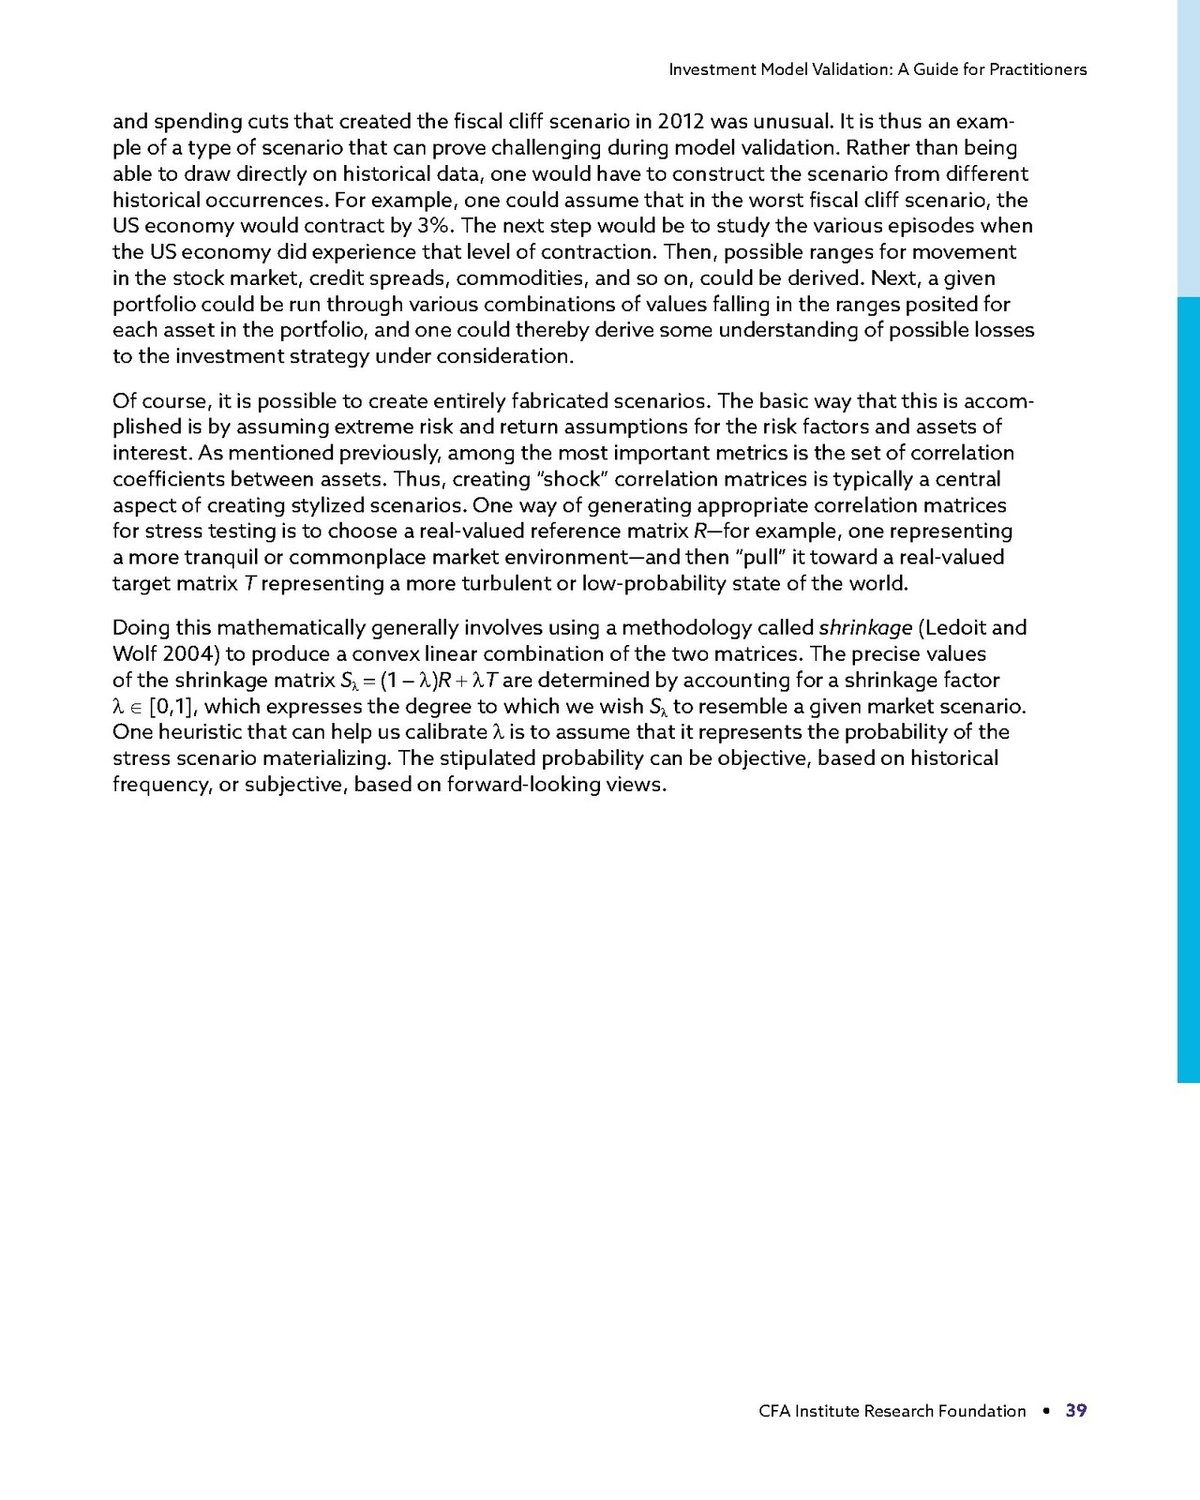 Investment Model Validation: A Guide for Practitioners
and spending cuts that created the fiscal cliff scenario in 2012 was unusual. It is thus an exam-
ple of a type of scenario that can prove challenging during model validation. Rather than being
able to draw directly on historical data, one would have to construct the scenario from different
historical occurrences. For example, one could assume that in the worst fiscal cliff scenario, the
US economy would contract by 3%. The next step would be to study the various episodes when
the US economy did experience that level of contraction. Then, possible ranges for movement
in the stock market, credit spreads, commodities, and so on, could be derived. Next, a given
portfolio could be run through various combinations of values falling in the ranges posited for
each asset in the portfolio, and one could thereby derive some understanding of possible losses
to the investment strategy under consideration.
Of course, it is possible to create entirely fabricated scenarios. The basic way that this is accom-
plished is by assuming extreme risk and return assumptions for the risk factors and assets of
interest. As mentioned previously, among the most important metrics is the set of correlation
coefficients between assets. Thus, creating “shock” correlation matrices is typically a central
aspect of creating stylized scenarios. One way of generating appropriate correlation matrices
for stress testing is to choose a real-valued reference matrix R—for example, one representing
a more tranquil or commonplace market environment—and then “pull” it toward a real-valued
target matrix T representing a more turbulent or low-probability state of the world.
Doing this mathematically generally involves using a methodology called shrinkage (Ledoit and
Wolf 2004) to produce a convex linear combination of the two matrices. The precise values
of the shrinkage matrix Sλ = (1 – λ)R + λT are determined by accounting for a shrinkage factor
λ ∈ [0,1], which expresses the degree to which we wish Sλ to resemble a given market scenario.
One heuristic that can help us calibrate λ is to assume that it represents the probability of the
stress scenario materializing. The stipulated probability can be objective, based on historical
frequency, or subjective, based on forward-looking views.
CFA Institute Research Foundation • 39